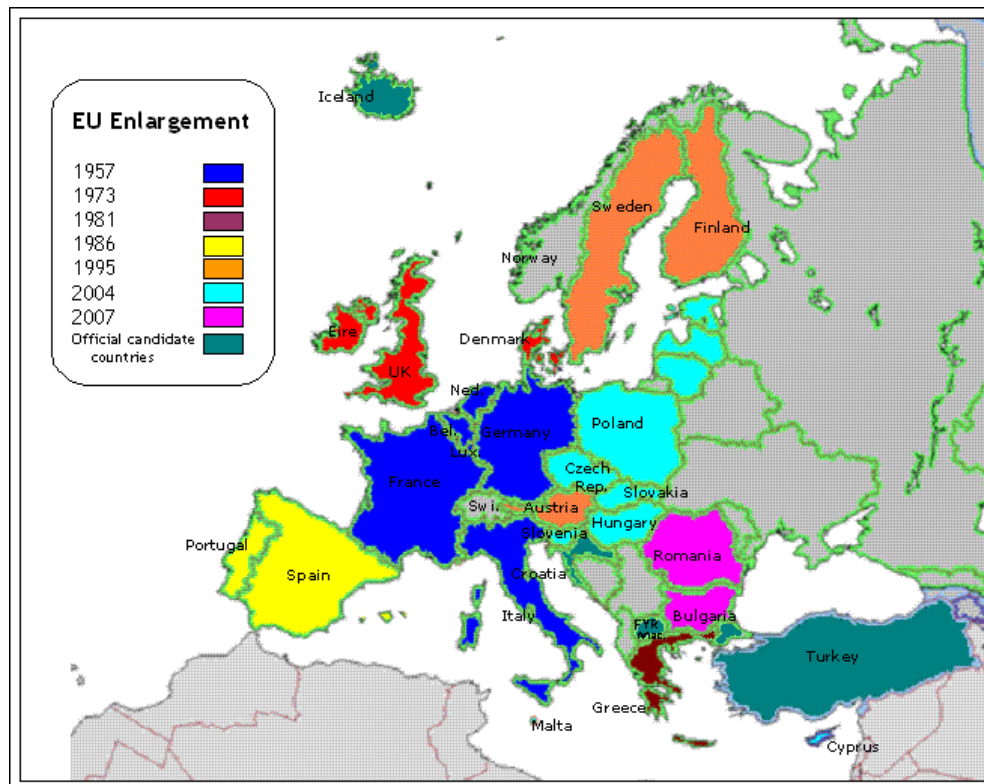 Iceland
EU Enlargement
1957
1973
1981
1986
1995
2004
2007
Official candidate
countries
Sweden
Finland
Norway
Eire
Denmark
UK
Ned.
Bel.
Germany
Poland
Lux.
Czech
Rep.
France
Slovakia
Swi.
Austria
Hungary
Slovenia
Portugal
Romania
Spain
Croatia
Italy
Bulgaria
FYR
Mac.
Turkey
Greece
Malta
Cyprus